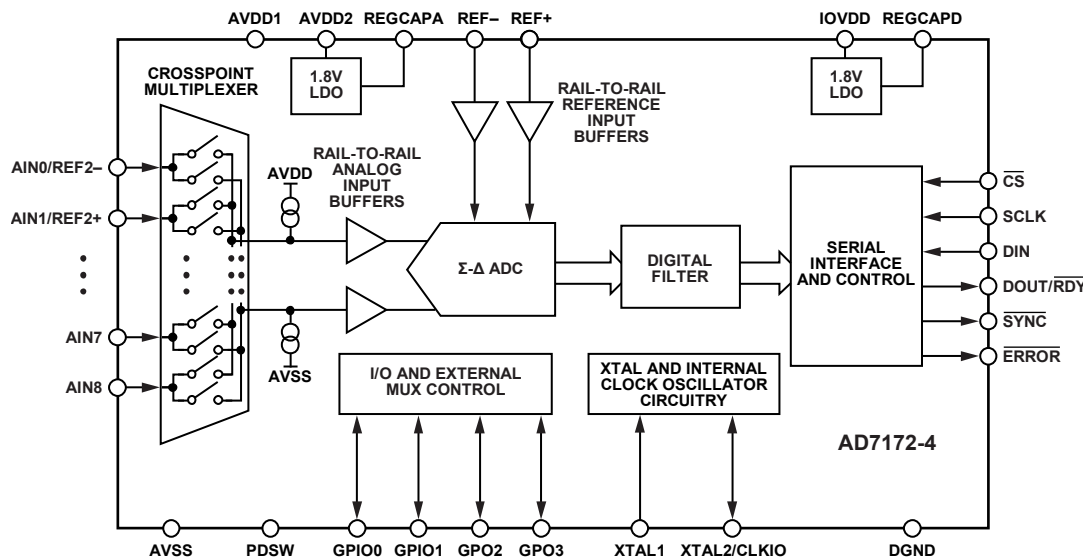 AVDD1
AVDD2
REGCAPA
REF–
REF+
IOVDD
REGCAPD
CROSSPOINT
MULTIPLEXER
1.8V
LDO
1.8V
LDO
RAIL-TO-RAIL
REFERENCE
INPUT
BUFFERS
RAIL-TO-RAIL
ANALOG
INPUT
BUFFERS
AVDD
AIN0/REF2–
AIN1/REF2+
AIN7
AIN8
Σ-Δ ADC
DIGITAL
FILTER
SERIAL
INTERFACE
AND CONTROL
CS
SCLK
DIN
DOUT/RDY
SYNC
ERROR
AVSS
I/O AND EXTERNAL
MUX CONTROL
XTAL AND INTERNAL
CLOCK OSCILLATOR
CIRCUITRY
AD7172-4
AVSS
PDSW
GPIO0
GPIO1
GPO2
GPO3
XTAL1
XTAL2/CLKIO
DGND